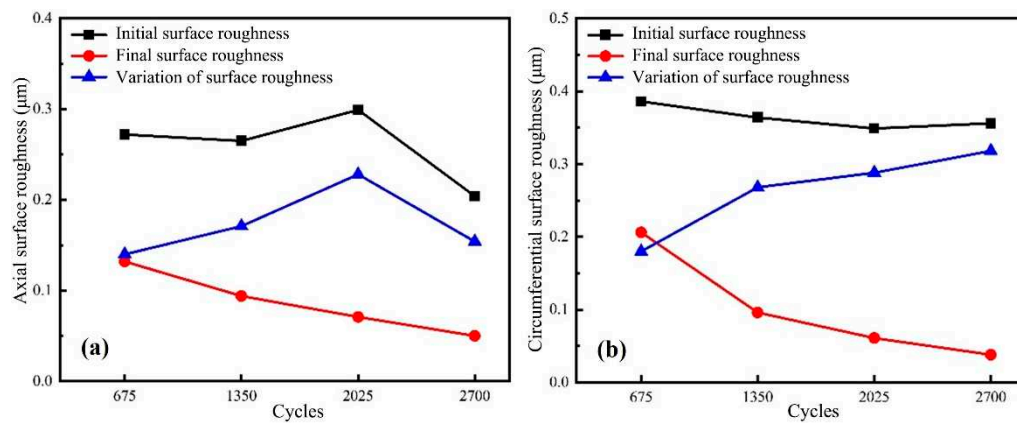 0.4
Initial surface roughness
Final surface roughness
Variation of surface roughness
0.3
0.2
0.1
0.0
Axial surface roughness (μm)
(a)
675 1350 2025 2700
Cycles
0.5
Initial surface roughness
Final surface roughness
Variation of surface roughness
0.4
0.3
0.2
0.1
0.0
Circumferential surface roughness (μm)
(b)
675 1350 2025 2700
Cycles